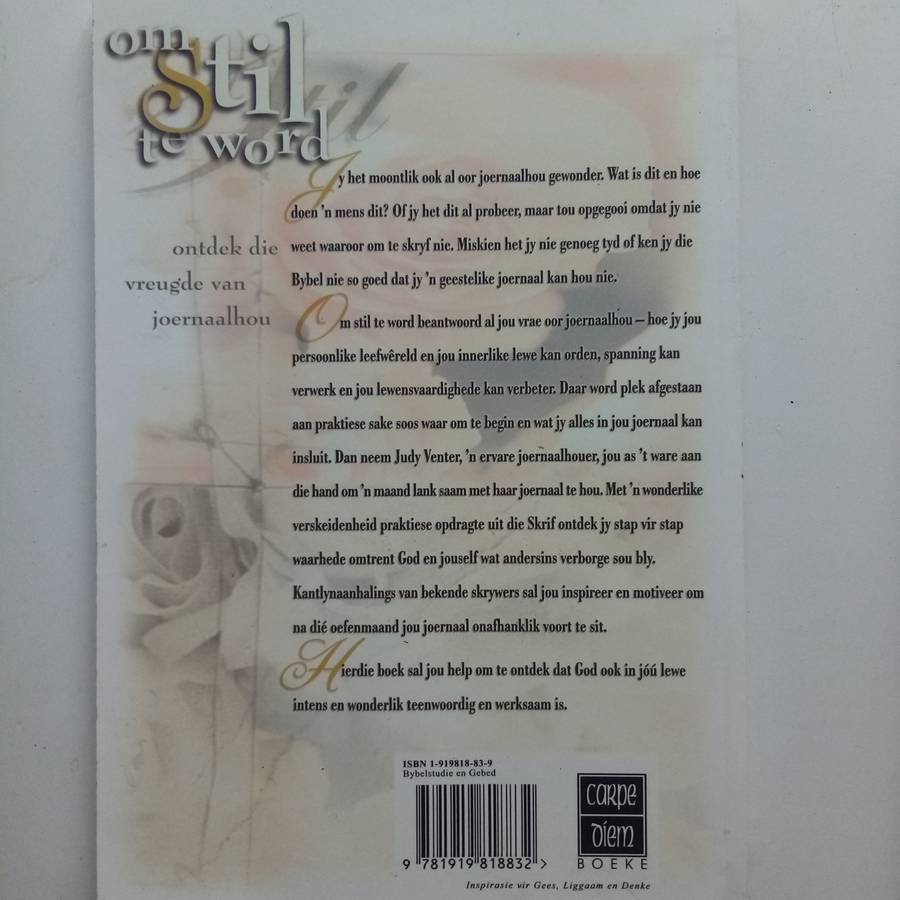 om
Stil
te word
ontdek die
vreugde van
joernaalhou
Jy het moontlik ook al oor joernaalhou gewonder. Wat is dit en hoe
doen 'n mens dit? Of jy het dit al probeer, maar tou opgegooi omdat jy nie
weet waaroor om te skryf nie. Miskien het jy nie genoeg tyd of ken jy die
Bybel nie so goed dat jy 'n geestelike joernaal kan hou nie.
Om stil te word beantwoord al jou vrae oor joernaalhou – hoe jy jou
persoonlike leefwêreld en jou innerlike lewe kan orden, spanning kan
verwerk en jou lewensvaardighede kan verbeter. Daar word plek afgestaan
aan praktiese sake soos waar om te begin en wat jy alles in jou joernaal kan
insluit. Dan neem Judy Venter, 'n ervare joernaalhouer, jou as 't ware aan
die hand om 'n maand lank saam met haar joernaal te hou. Met 'n wonderlike
verskeidenheid praktiese opdragte uit die Skrif ontdek jy stap vir stap
waarhede omtrent God en jouself wat andersins verborge sou bly.
Kantlynaanhalings van bekende skrywers sal jou inspireer en motiveer om
na dié oefenmaand jou joernaal onafhanklik voort te sit.
Hierdie boek sal jou help om te ontdek dat God ook in jóú lewe
intens en wonderlik teenwoordig en werksaam is.
ISBN 1-919818-83-9
Bybelstudie en Gebed
9 781919 818832 >
carpe
diem
BOEKE
Inspirasie vir Gees, Liggaam en Denke